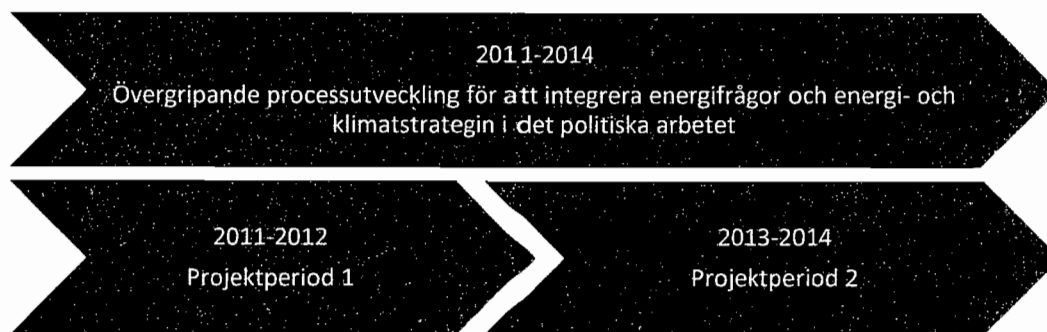 2011-2014
Övergripande processutveckling för att integrera energifrågor och energi- och
klimatstrategin i det politiska arbetet
2011-2012
Projektperiod 1
2013-2014
Projektperiod 2